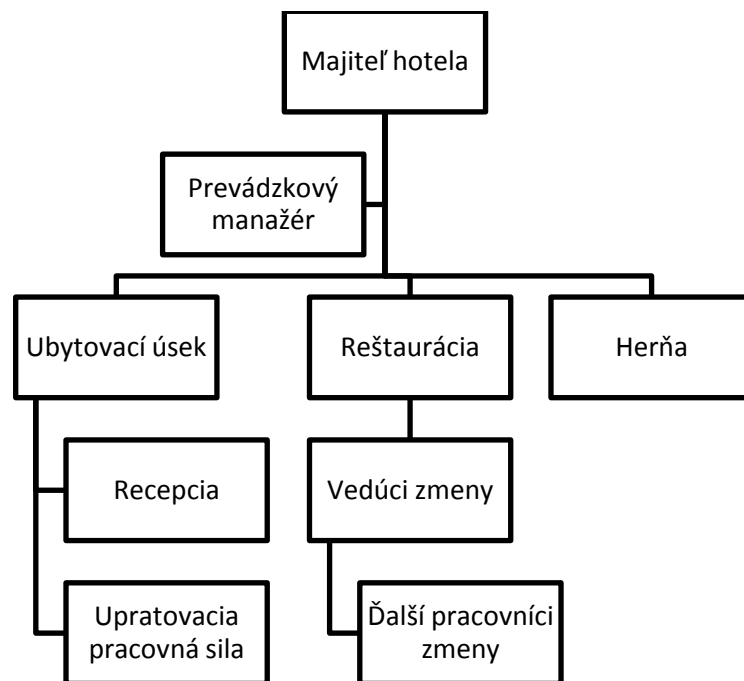 Majiteľ hotela
Prevádzkový
manažér
Ubytovací úsek
Reštaurácia
Herňa
Recepcia
Vedúci zmeny
Upratovacia
pracovná sila
Ďalší pracovníci
zmeny